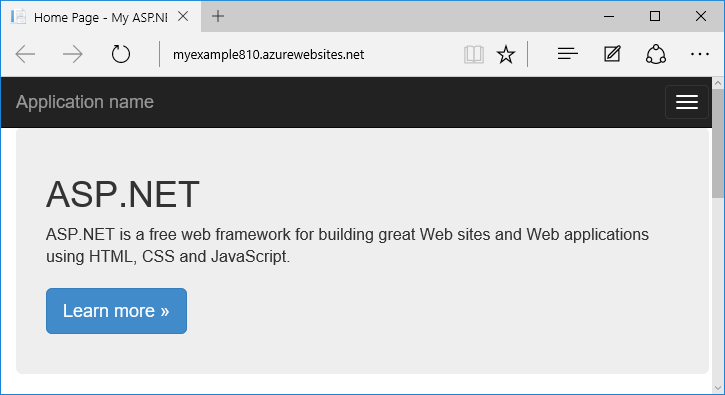 Home Page - My ASP.NE
myexample810.azurewebsites.net
Application name
ASP.NET
ASP.NET is a free web framework for building great Web sites and Web applications
using HTML, CSS and JavaScript.
Learn more »